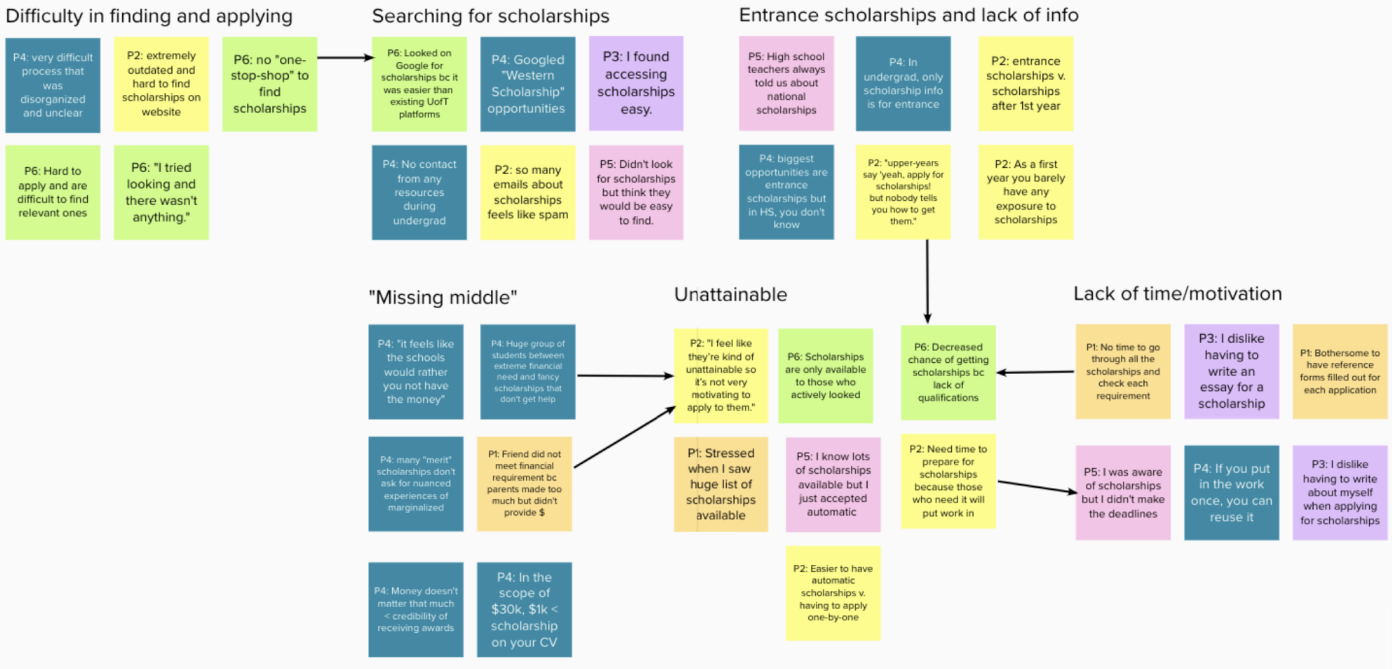 Difficulty in finding and applying
P4: very difficult
process that
was
disorganized
and unclear
P2: extremely
outdated and
hard to find
scholarships on
website
P6: no "one-
stop-shop" to
find
scholarships
P6: Hard to
apply and are
difficult to find
relevant ones
P6: "I tried
looking and
there wasn't
anything."
Searching for scholarships
P6: Looked on
Google for
scholarships bc it
was easier than
existing UofT
platforms
P4: Googled
"Western
Scholarship"
opportunities
P3: I found
accessing
scholarships
easy.
P4: No contact
from any
resources
during
undergrad
P2: so many
emails about
scholarships
feels like spam
P5: Didn't look
for scholarships
but think they
would be easy
to find.
Entrance scholarships and lack of info
P5: High school
teachers always
told us about
national
scholarships
P4: In
undergrad, only
scholarship info
is for entrance
P2: entrance
scholarships v.
scholarships
after 1st year
P4: biggest
opportunities are
entrance
scholarships but
in HS, you don't
know
P2: "upper-years
say 'yeah, apply for
scholarships!
but nobody tells
you how to get
them."
P2: As a first
year you barely
have any
exposure to
scholarships
"Missing middle"
P4: "it feels like
the schools
would rather
you not have
the money"
P4: Huge group of
students between
extreme financial
need and fancy
scholarships that
don't get help
P4: many "merit"
scholarships don't
ask for nuanced
experiences of
marginalized
P1: Friend did not
meet financial
requirement bc
parents made too
much but didn't
provide $
P4: Money doesn't
matter that much
< credibility of
receiving awards
P4: In the
scope of
$30k, $1k <
scholarship
on your CV
Unattainable
P2: "I feel like
they're kind of
unattainable so
it's not very
motivating to
apply to them."
P6: Scholarships
are only available
to those who
actively looked
P6: Decreased
chance of getting
scholarships bc
lack of
qualifications
P1: Stressed
when I saw
huge list of
scholarships
available
P5: I know lots
of scholarships
available but I
just accepted
automatic
P2: Need time to
prepare for
scholarships
because those
who need it will
put work in
P2: Easier to have
automatic
scholarships v.
having to apply
one-by-one
Lack of time/motivation
P1: No time to go
through all the
scholarships and
check each
requirement
P3: I dislike
having to
write an
essay for a
scholarship
P1: Bothersome to
have reference
forms filled out for
each application
P5: I was aware
of scholarships
but I didn't make
the deadlines
P4: If you put
in the work
once, you can
reuse it
P3: I dislike
having to write
about myself
when applying
for scholarships